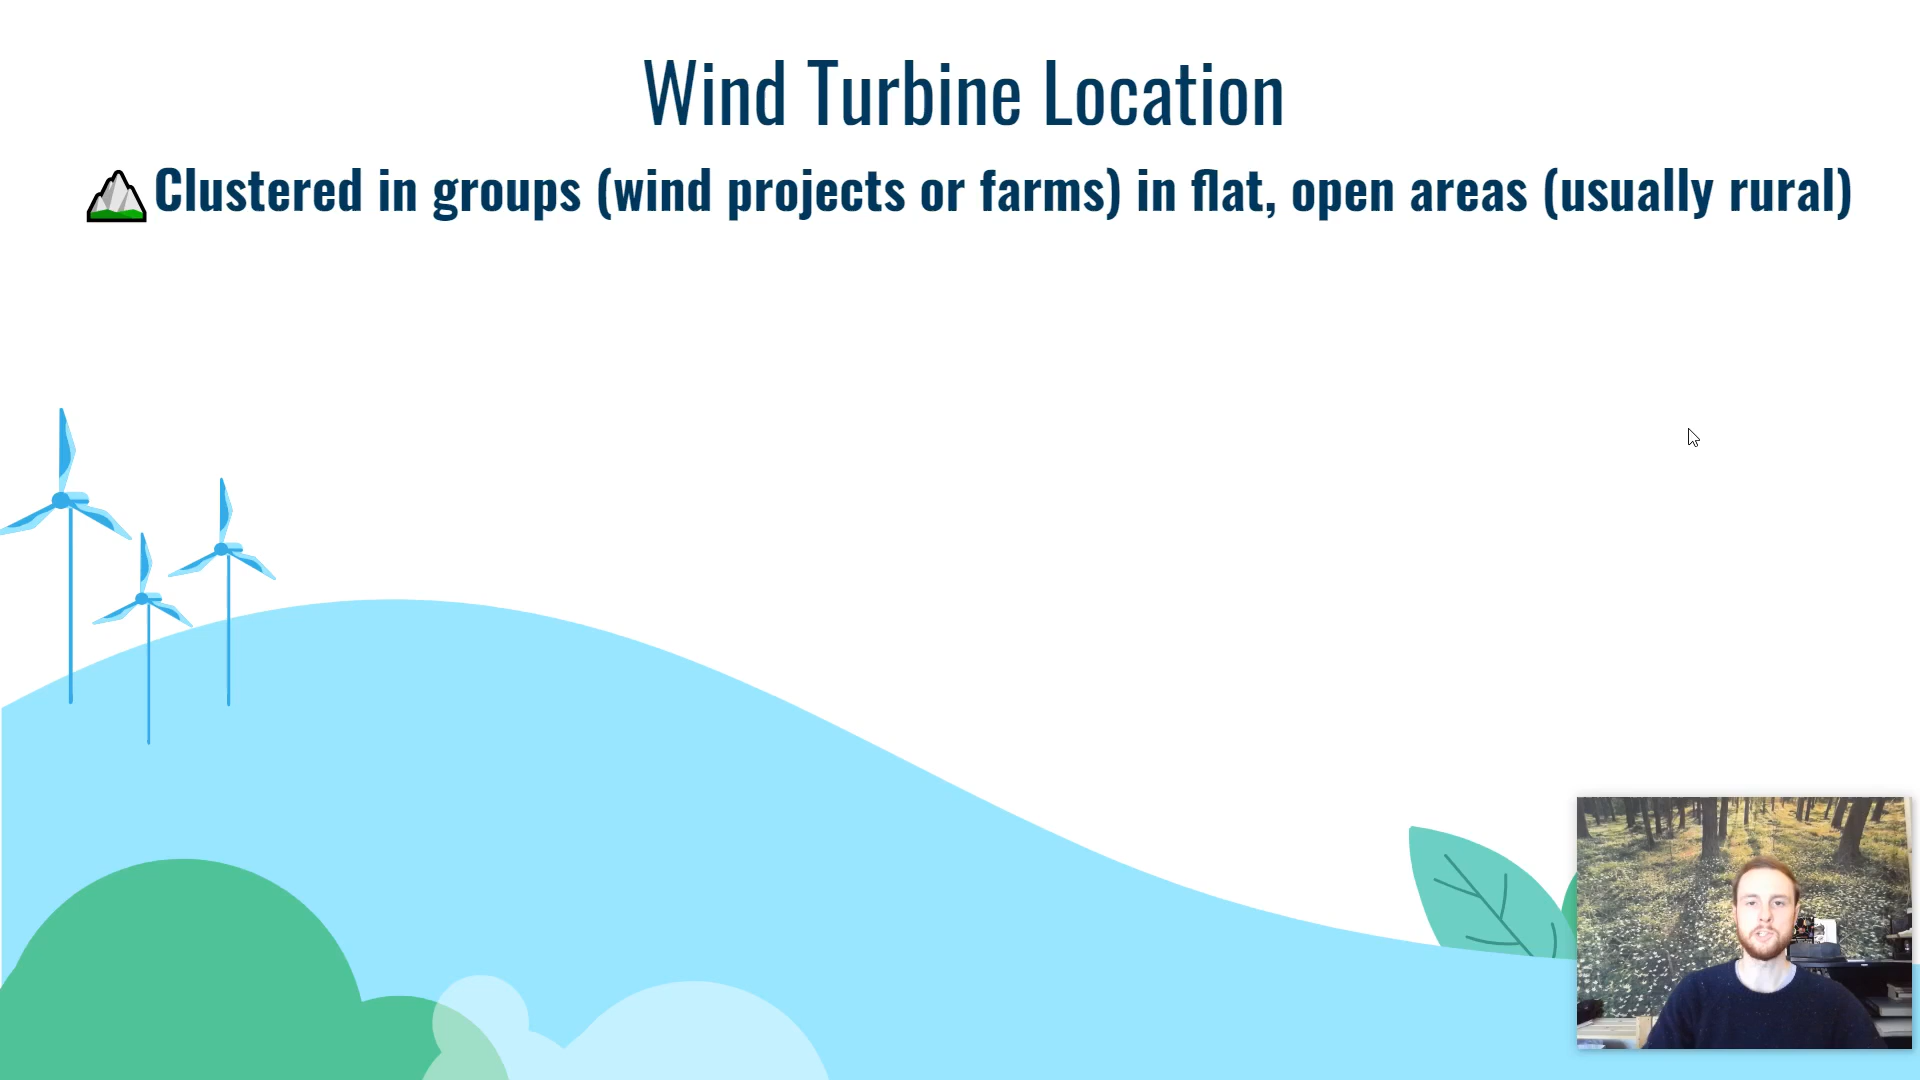 Wind Turbine Location
Clustered in groups (wind projects or farms) in flat, open areas (usually rural)